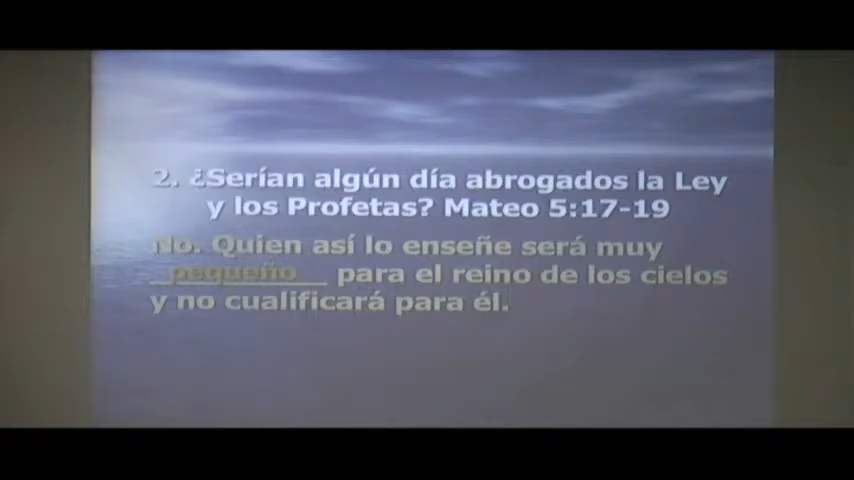 2. ¿Serían algún día abrogados la Ley
y los Profetas? Mateo 5:17-19
No. Quien así lo enseñe será muy
pequeño para el reino de los cielos
y no cualificará para él.